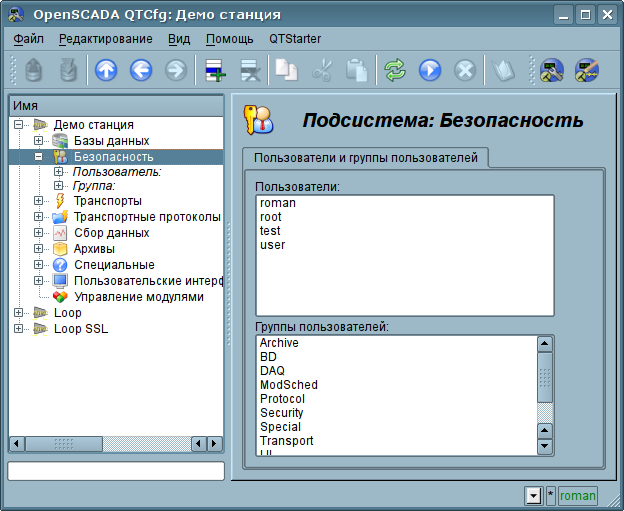 OpenSCADA QTCfg: Демо станция
Файл Редактирование Вид Помощь QTStarter
Имя
Демо станция
Базы данных
Безопасность
Пользователь:
Группа:
Транспорты
Транспортные протоколы
Сбор данных
Архивы
Специальные
Пользовательские интерф
Управление модулями
Loop
Loop SSL
Подсистема: Безопасность
Пользователи и группы пользователей
Пользователи:
roman
root
test
user
Группы пользователей:
Archive
BD
DAQ
ModSched
Protocol
Security
Special
Transport
UI
* roman